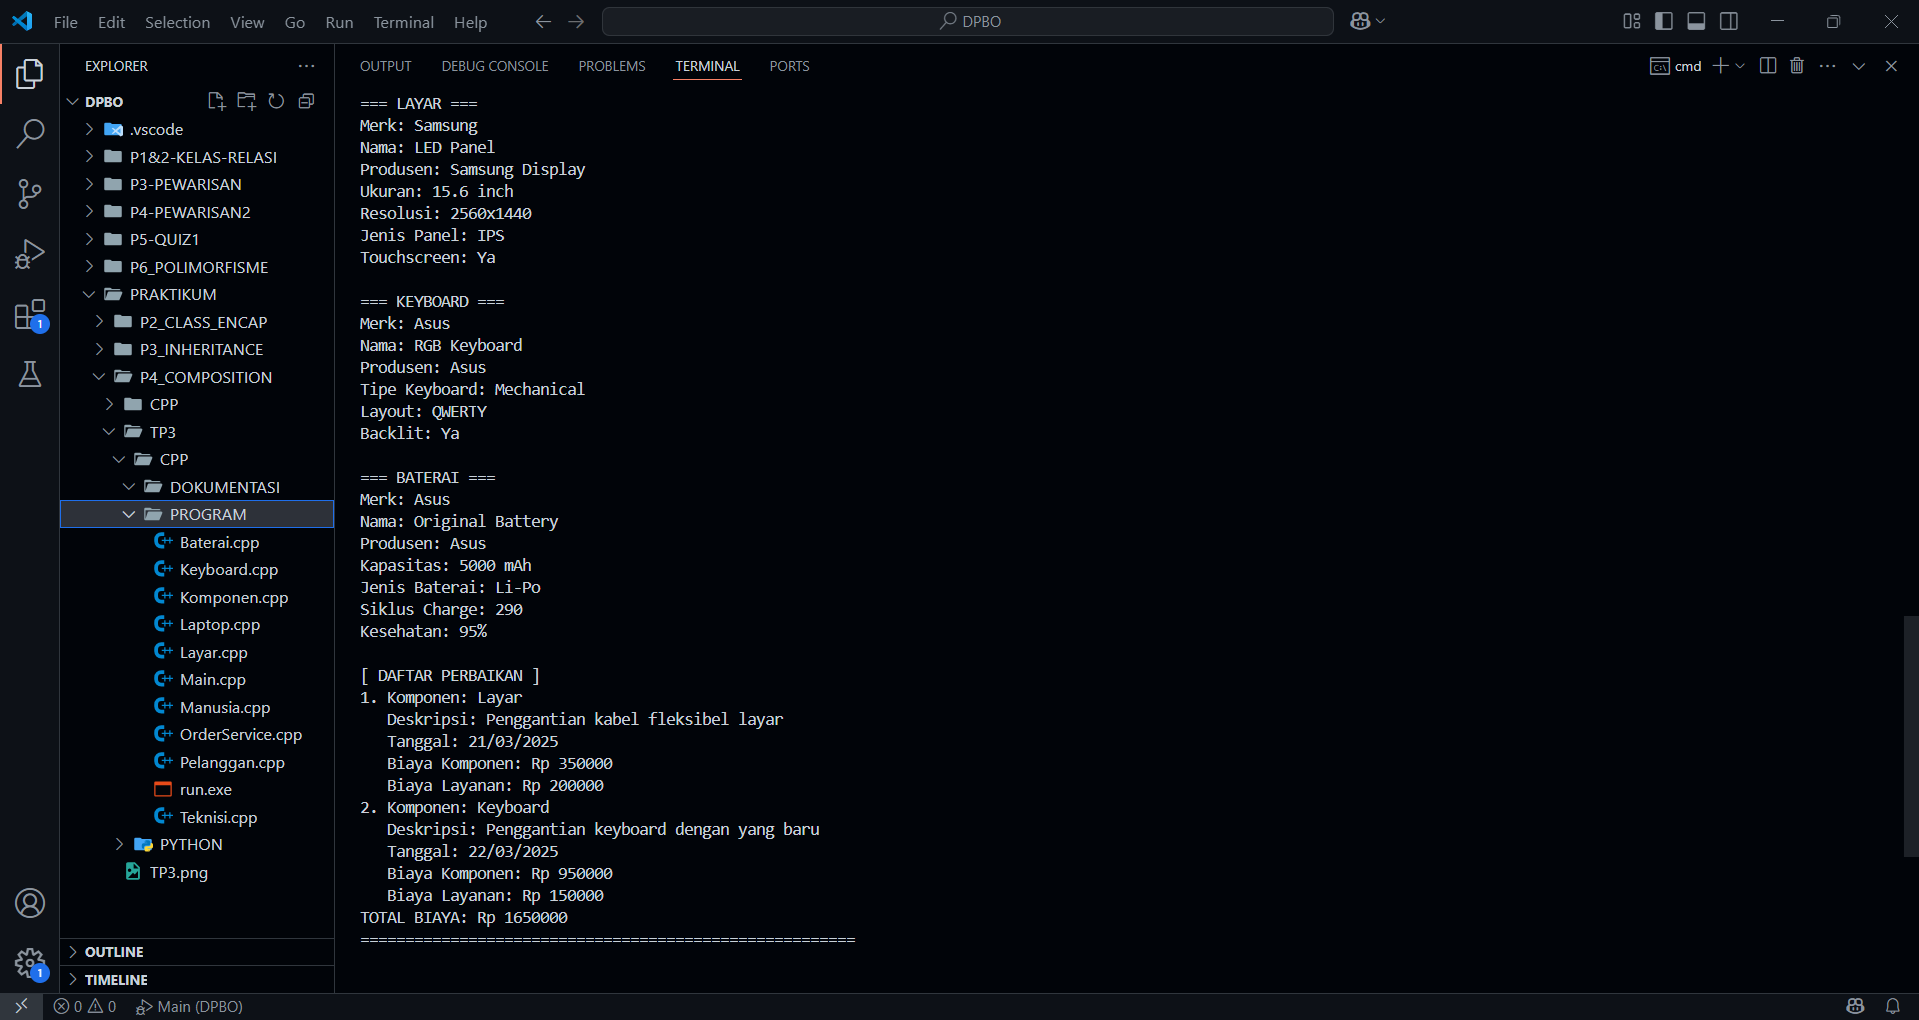 File Edit Selection View Go Run Terminal Help
DPBO
EXPLORER
DPBO
.vscode
P1&2-KELAS-RELASI
P3-PEWARISAN
P4-PEWARISAN2
P5-QUIZ1
P6_POLIMORFISME
PRAKTIKUM
P2_CLASS_ENCAP
P3_INHERITANCE
P4_COMPOSITION
CPP
TP3
CPP
DOKUMENTASI
PROGRAM
Baterai.cpp
Keyboard.cpp
Komponen.cpp
Laptop.cpp
Layar.cpp
Main.cpp
Manusia.cpp
OrderService.cpp
Pelanggan.cpp
run.exe
Teknisi.cpp
PYTHON
TP3.png
OUTLINE
TIMELINE
1
1
OUTPUT DEBUG CONSOLE PROBLEMS TERMINAL PORTS
cmd
=== LAYAR ===
Merk: Samsung
Nama: LED Panel
Produsen: Samsung Display
Ukuran: 15.6 inch
Resolusi: 2560x1440
Jenis Panel: IPS
Touchscreen: Ya
=== KEYBOARD ===
Merk: Asus
Nama: RGB Keyboard
Produsen: Asus
Tipe Keyboard: Mechanical
Layout: QWERTY
Backlit: Ya
=== BATERAI ===
Merk: Asus
Nama: Original Battery
Produsen: Asus
Kapasitas: 5000 mAh
Jenis Baterai: Li-Po
Siklus Charge: 290
Kesehatan: 95%
[ DAFTAR PERBAIKAN ]
1. Komponen: Layar
Deskripsi: Penggantian kabel fleksibel layar
Tanggal: 21/03/2025
Biaya Komponen: Rp 350000
Biaya Layanan: Rp 200000
2. Komponen: Keyboard
Deskripsi: Penggantian keyboard dengan yang baru
Tanggal: 22/03/2025
Biaya Komponen: Rp 950000
Biaya Layanan: Rp 150000
TOTAL BIAYA: Rp 1650000
=======================================================
0 0 Main (DPBO)